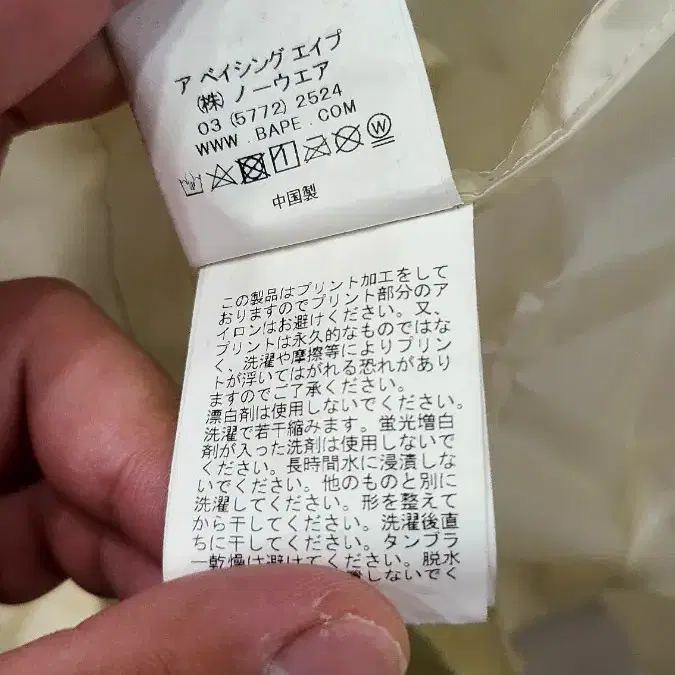 ア ベイシング エイプ
(株) ノーウエア
03 (5772) 2524
WWW.BAPE.COM
中国製
この製品はプリント加工をして
おりますのでプリント部分のア
イロンはお避けください。又、
プリントは永久的なものではな
く、洗濯や摩擦等によりプリン
トが浮いてはがれる恐れがあり
ますのでご了承ください。
漂白剤は使用しないでください。
洗濯で若干縮みます。蛍光増白
剤が入った洗剤は使用しないで
ください。長時間水に浸漬しな
いでください。他のものと別に
洗濯してください。形を整えて
から干してください。洗濯後直
ちに干してください。タンブラ
ー乾燥は避けてください。脱水
しないでく